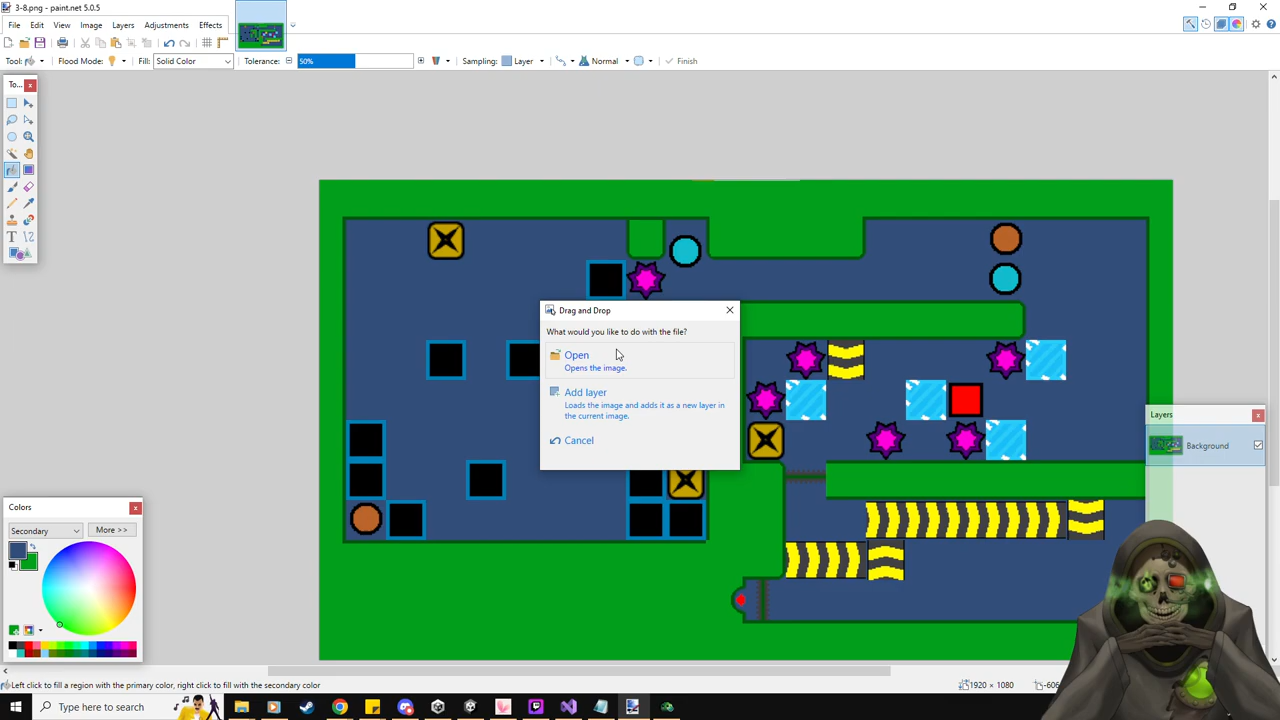 3-8.png - paint.net 5.0.5
File Edit View Image Layers Adjustments Effects
Tool: Flood Mode: Fill: Solid Color Tolerance: 50% Sampling: Layer Normal Finish
To...
Drag and Drop
What would you like to do with the file?
Open
Opens the image.
Add layer
Loads the image and adds it as a new layer in
the current image.
Cancel
Layers
Background
Colors
Secondary More >>
Left click to fill a region with the primary color, right click to fill with the secondary color
1920 × 1080
Type here to search